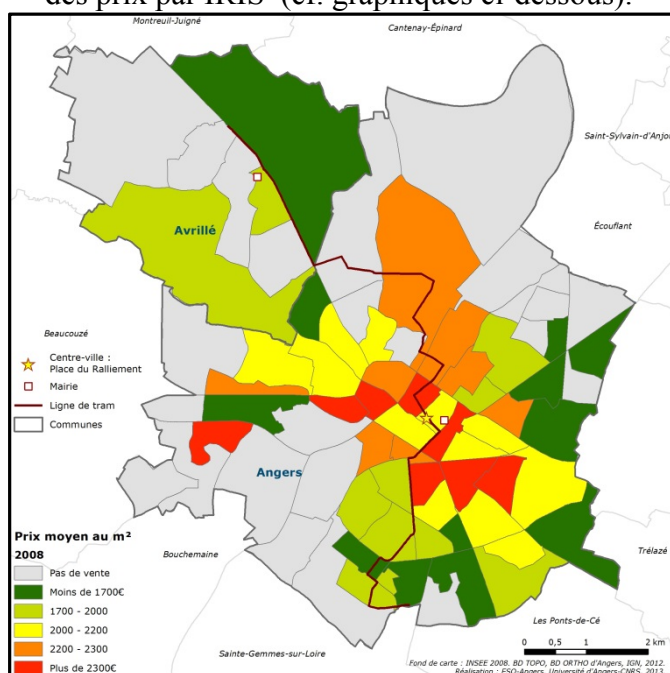 des prix par IRIS (cf. graphiques ci-dessous).
Montreuil-Juigné
Cantenay-Épinard
Saint-Sylvain-d'Anjou
Écouflant
Avrillé
Beaucouzé
Centre-ville :
Place du Ralliement
Mairie
Ligne de tram
Communes
Angers
Prix moyen au m²
2008
Pas de vente
Moins de 1700€
1700 - 2000
2000 - 2200
2200 - 2300
Plus de 2300€
Bouchemaine
Trélazé
Les Ponts-de-Cé
Sainte-Gemmes-sur-Loire
0 0,5 1 2 km
Fond de carte : INSEE 2008. BD TOPO, BD ORTHO d'Angers, IGN, 2012.
Réalisation : ESO-Angers, Université d'Angers-CNRS, 2013.